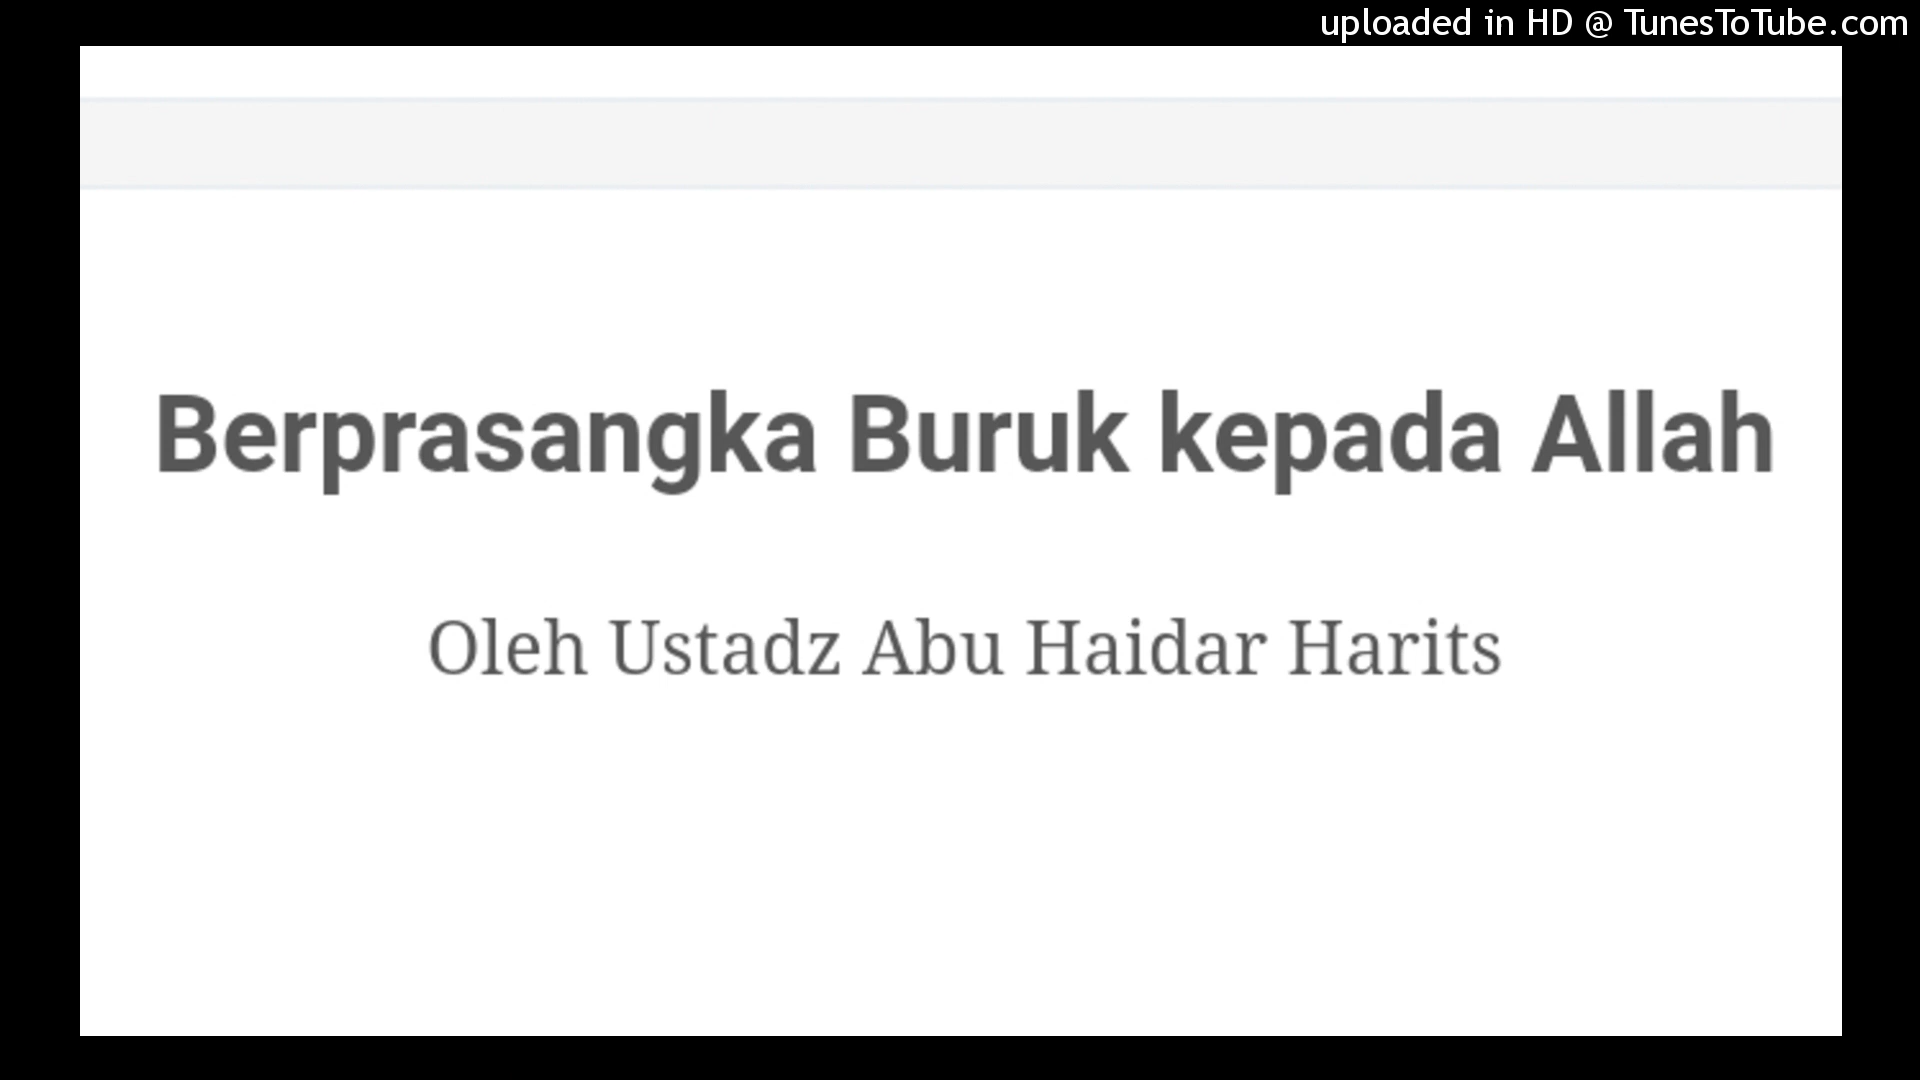 uploaded in HD @ TunesToTube.com
Berprasangka Buruk kepada Allah
Oleh Ustadz Abu Haidar Harits